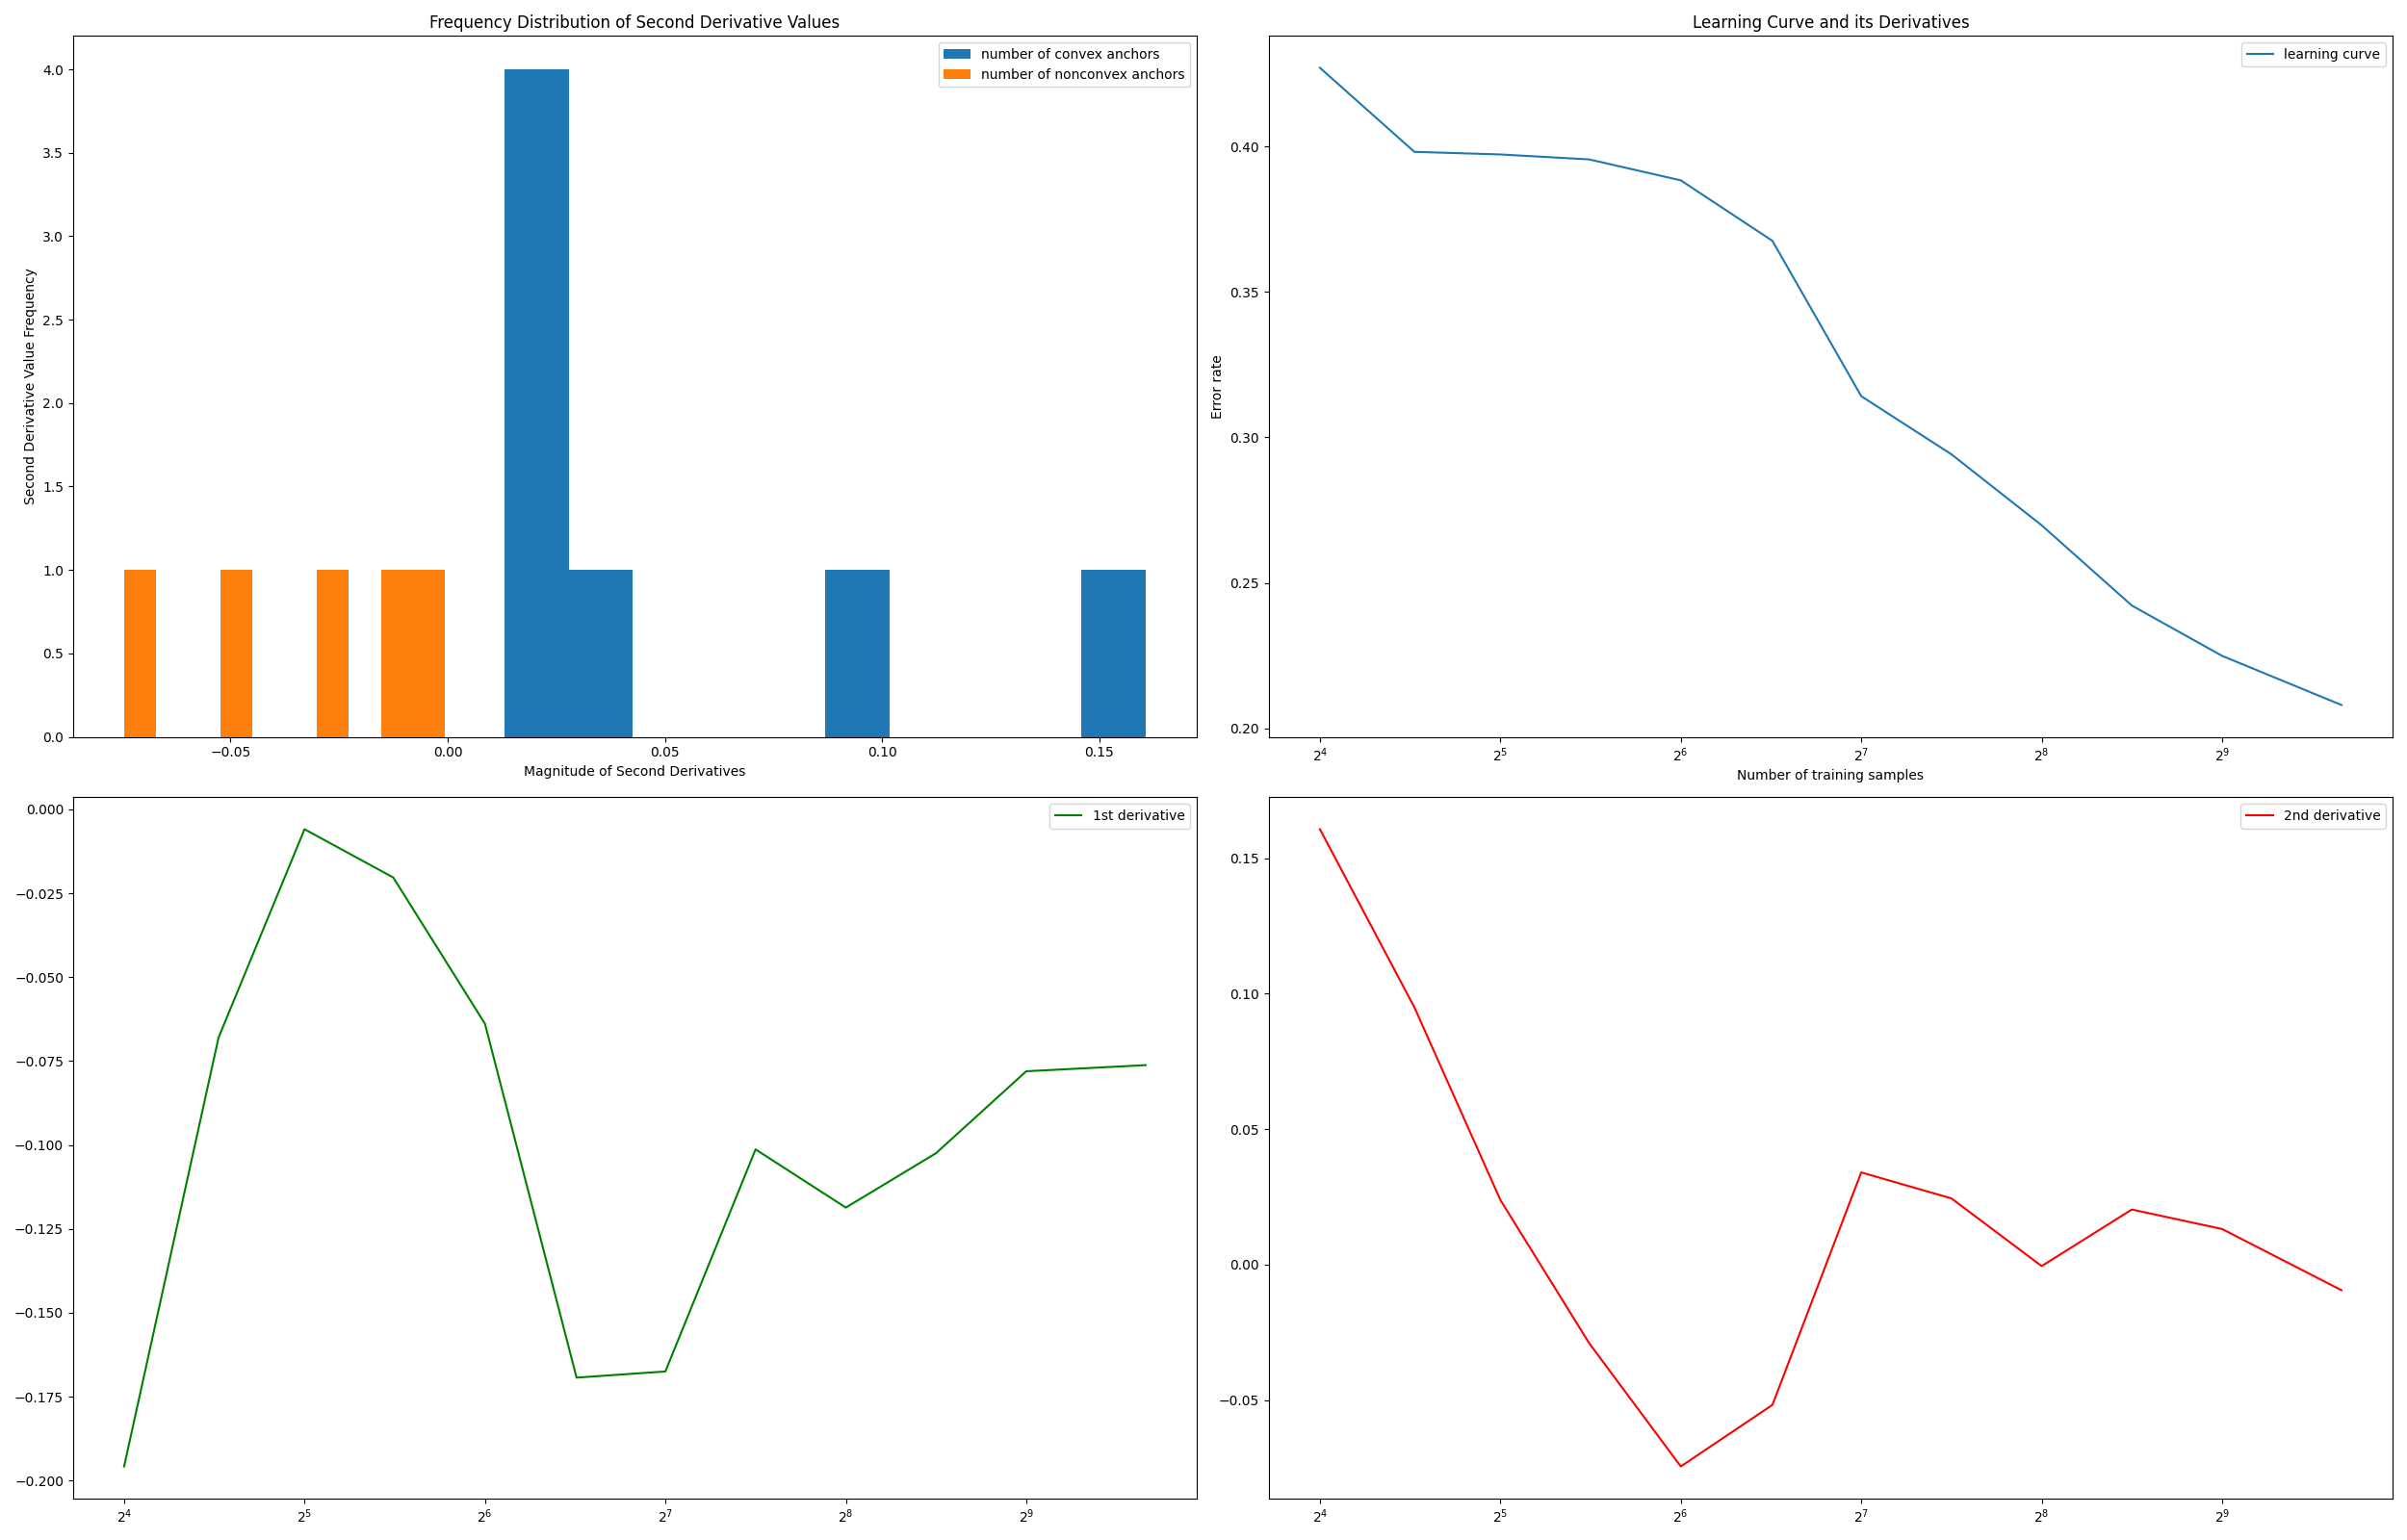 Frequency Distribution of Second Derivative Values
number of convex anchors
number of nonconvex anchors
4.0
3.5
3.0
2.5
2.0
1.5
1.0
0.5
0.0
Second Derivative Value Frequency
−0.05 0.00 0.05 0.10 0.15
Magnitude of Second Derivatives
Learning Curve and its Derivatives
learning curve
0.40
0.35
0.30
0.25
0.20
Error rate
2⁴ 2⁵ 2⁶ 2⁷ 2⁸ 2⁹
Number of training samples
1st derivative
0.000
−0.025
−0.050
−0.075
−0.100
−0.125
−0.150
−0.175
−0.200
2⁴ 2⁵ 2⁶ 2⁷ 2⁸ 2⁹
2nd derivative
0.15
0.10
0.05
0.00
−0.05
2⁴ 2⁵ 2⁶ 2⁷ 2⁸ 2⁹